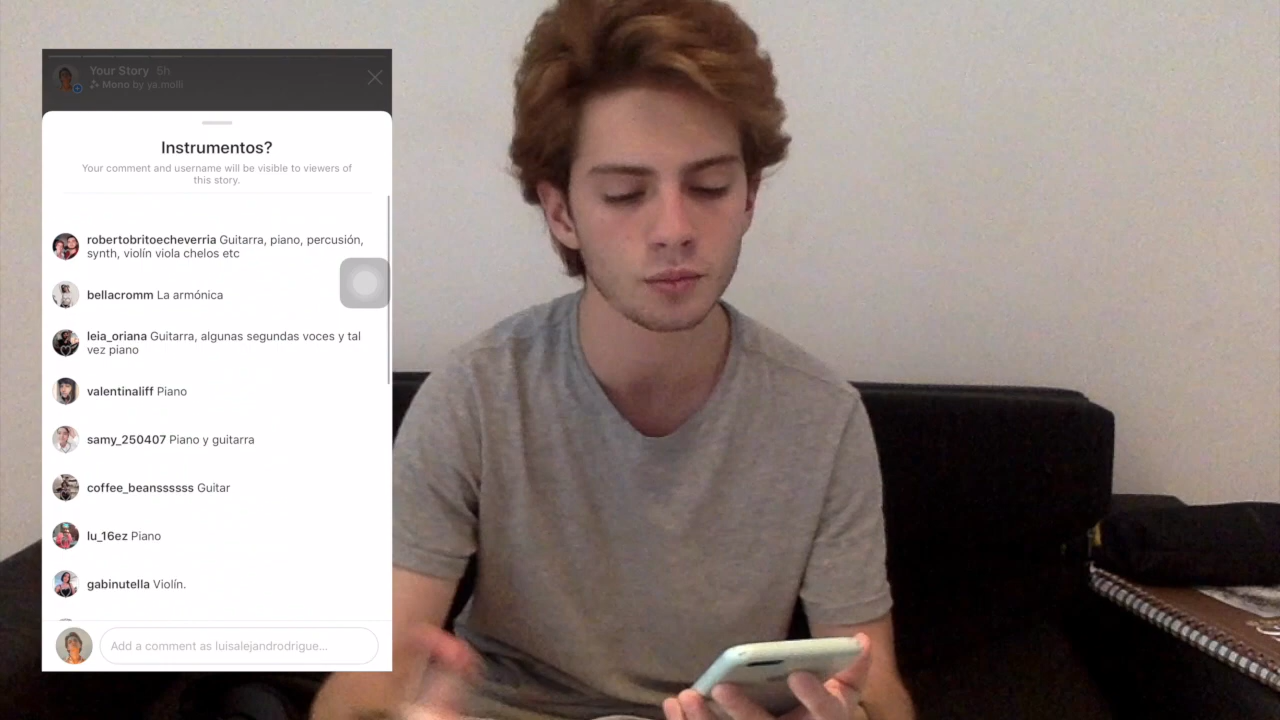 Your Story 5h
Mono by ya.molli
Instrumentos?
Your comment and username will be visible to viewers of
this story.
robertobritoecheverria Guitarra, piano, percusión,
synth, violín viola chelos etc
bellacromm La armónica
leia_oriana Guitarra, algunas segundas voces y tal
vez piano
valentinaliff Piano
samy_250407 Piano y guitarra
coffee_beanssssss Guitar
lu_16ez Piano
gabinutella Violín.
Add a comment as luisalejandrodrigue...